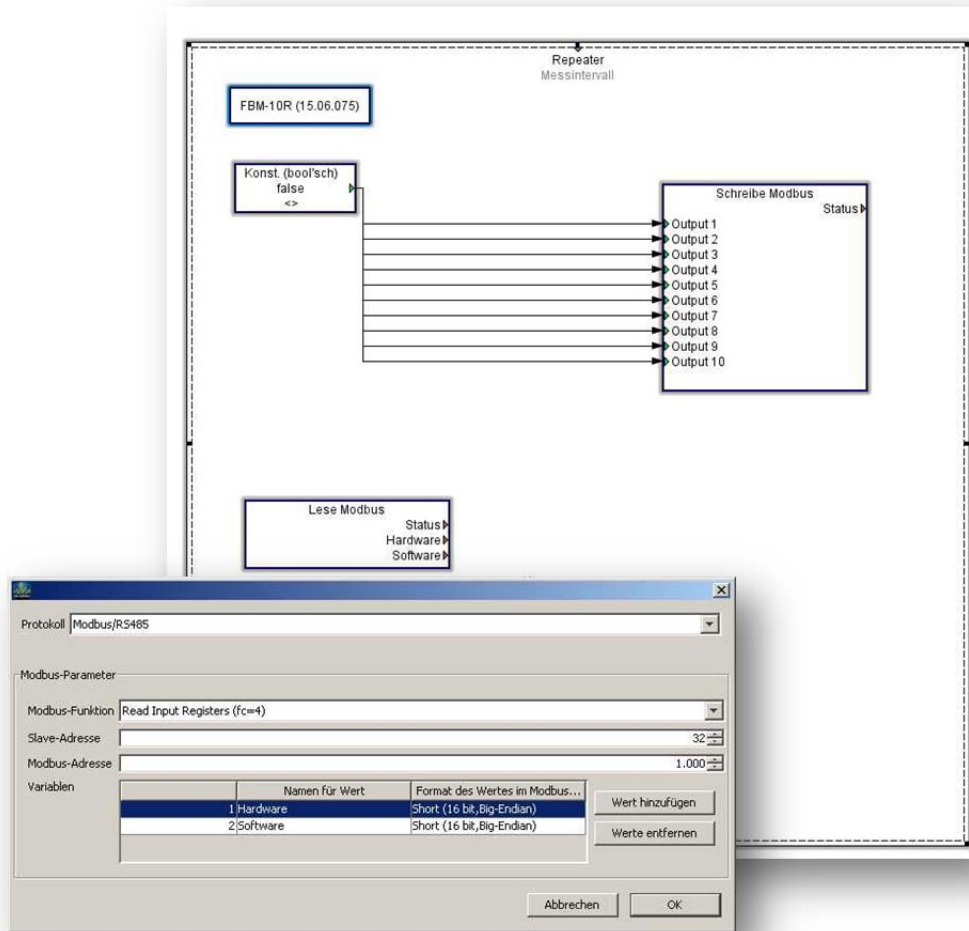 Repeater
Messintervall
FBM-10R (15.06.075)
Konst. (bool'sch)
false
<>
Schreibe Modbus
Status
Output 1
Output 2
Output 3
Output 4
Output 5
Output 6
Output 7
Output 8
Output 9
Output 10
Lese Modbus
Status
Hardware
Software
Protokoll Modbus/RS485
Modbus-Parameter
Modbus-Funktion Read Input Registers (fc=4)
Slave-Adresse 32
Modbus-Adresse 1.000
Variablen
Namen für Wert Format des Wertes im Modbus...
1 Hardware Short (16 bit,Big-Endian)
2 Software Short (16 bit,Big-Endian)
Wert hinzufügen
Werte entfernen
Abbrechen OK